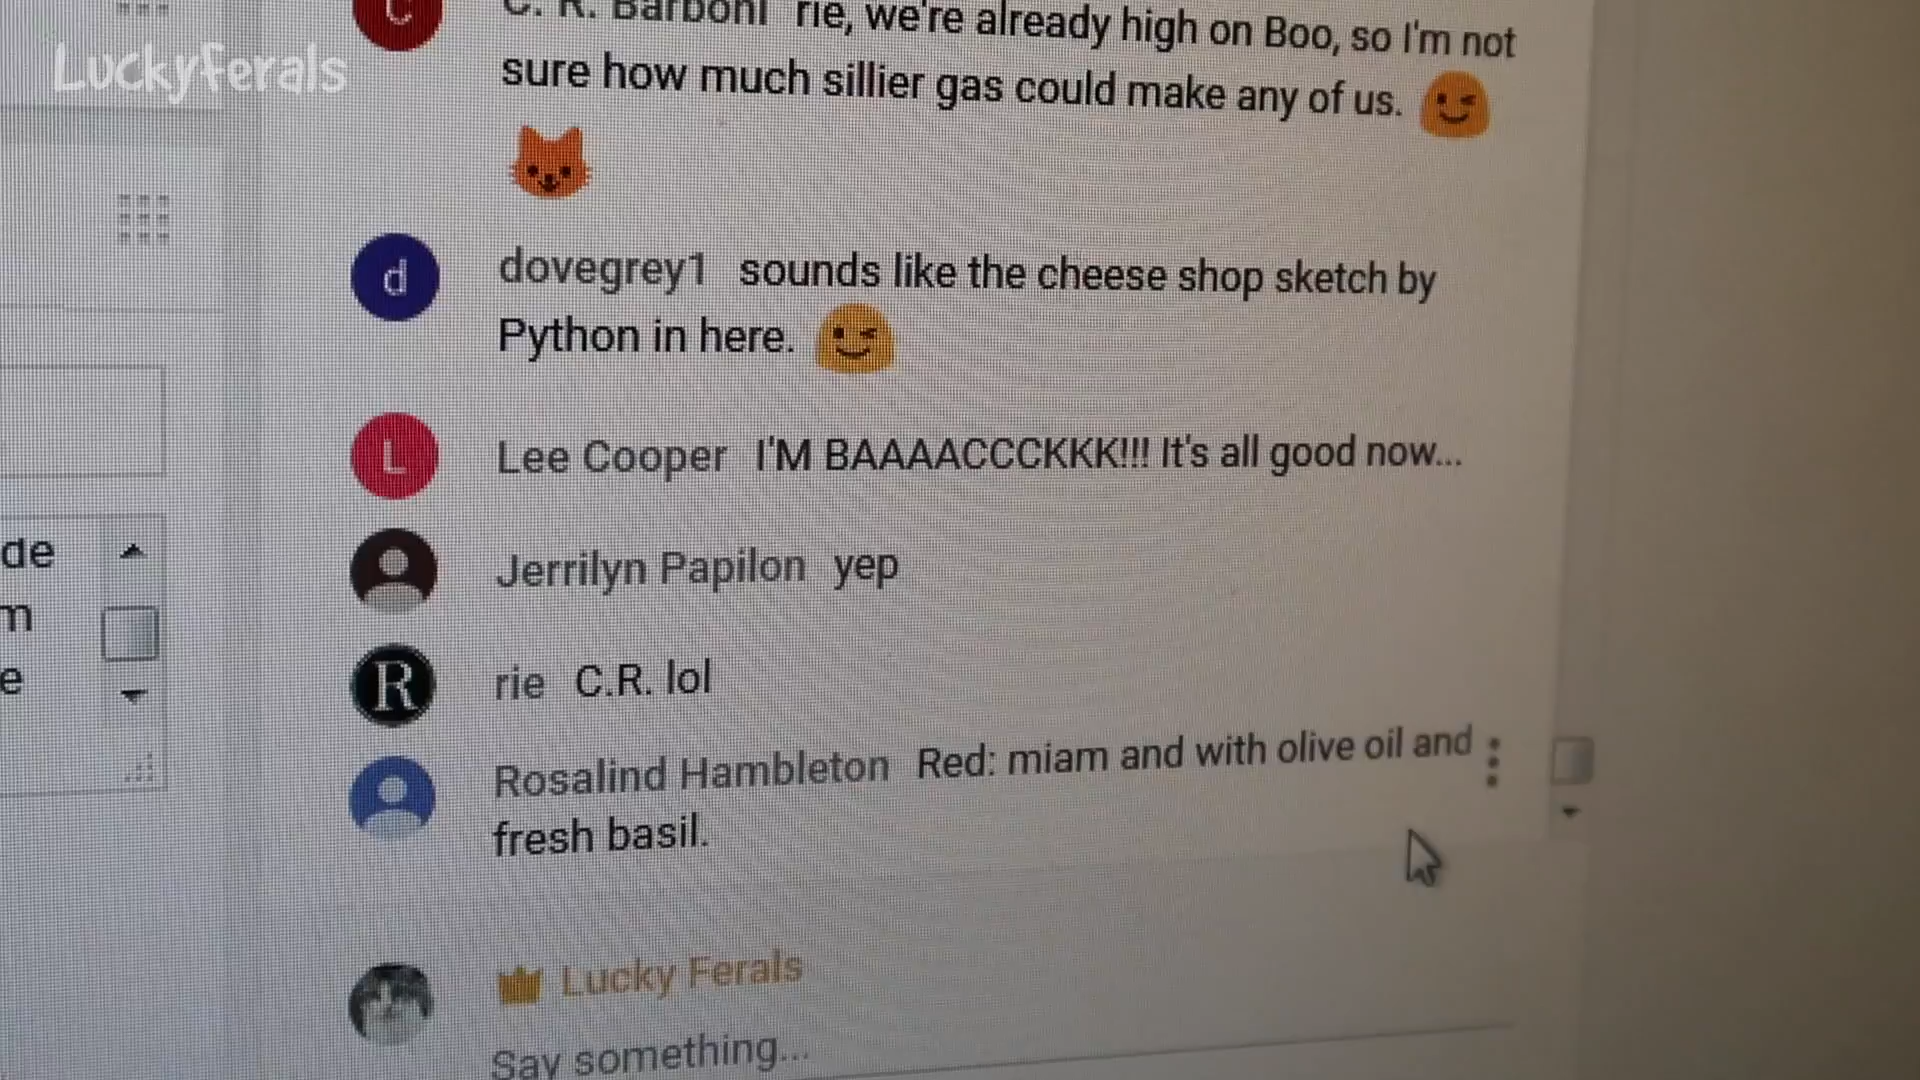 LuckyFerals
C
C. R. Barboni rie, we're already high on Boo, so I'm not
sure how much sillier gas could make any of us.
d
dovegrey1 sounds like the cheese shop sketch by
Python in here.
L
Lee Cooper I'M BAAAACCCKKK!!! It's all good now...
Jerrilyn Papilon yep
R
rie C.R. lol
Rosalind Hambleton Red: miam and with olive oil and
fresh basil.
Lucky Ferals
Say something...
de
m
e